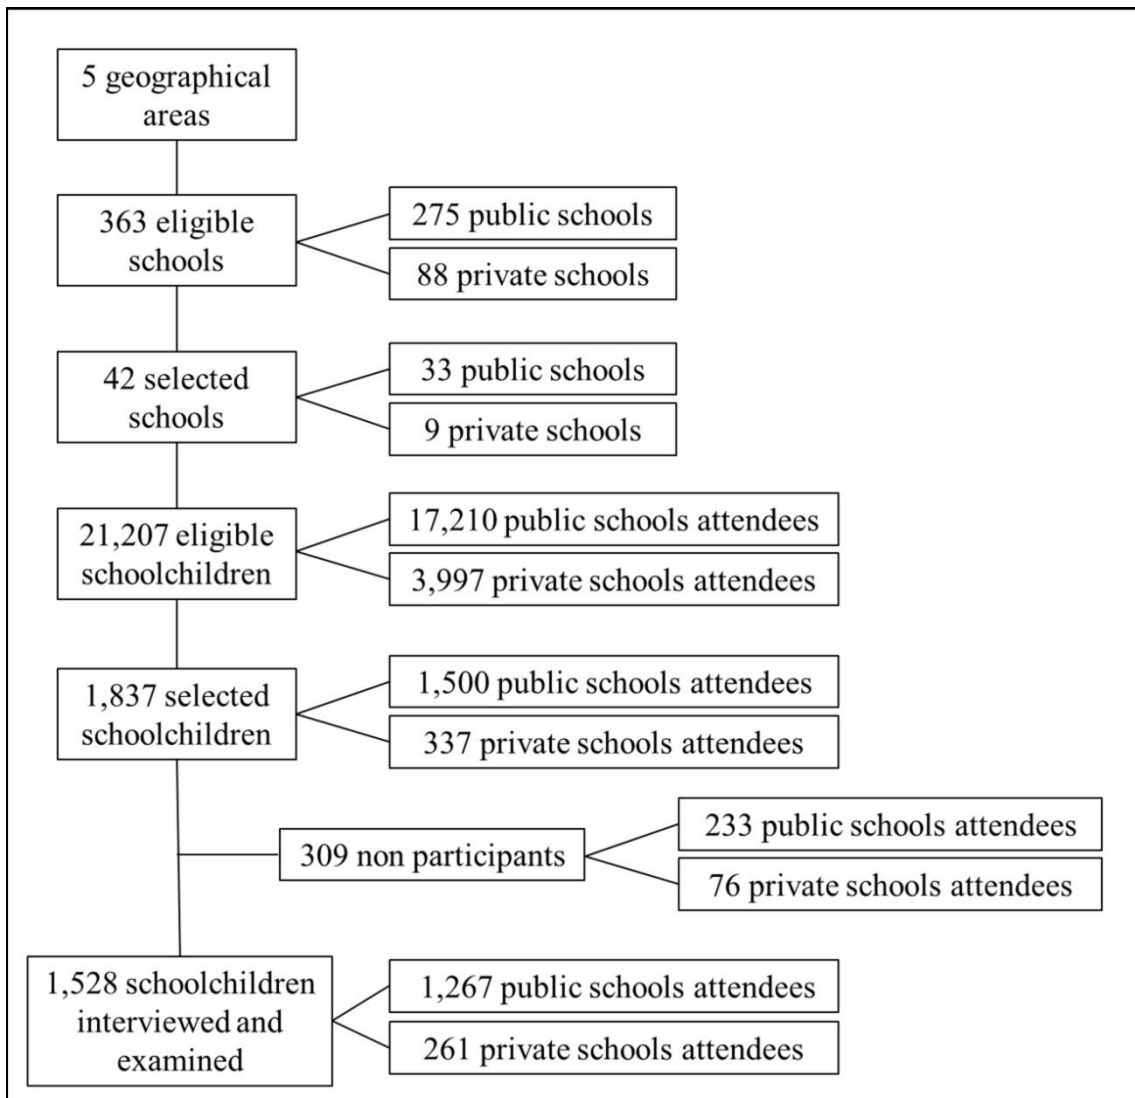 5 geographical
areas
363 eligible
schools
275 public schools
88 private schools
42 selected
schools
33 public schools
9 private schools
21,207 eligible
schoolchildren
17,210 public schools attendees
3,997 private schools attendees
1,837 selected
schoolchildren
1,500 public schools attendees
337 private schools attendees
309 non participants
233 public schools attendees
76 private schools attendees
1,528 schoolchildren
interviewed and
examined
1,267 public schools attendees
261 private schools attendees